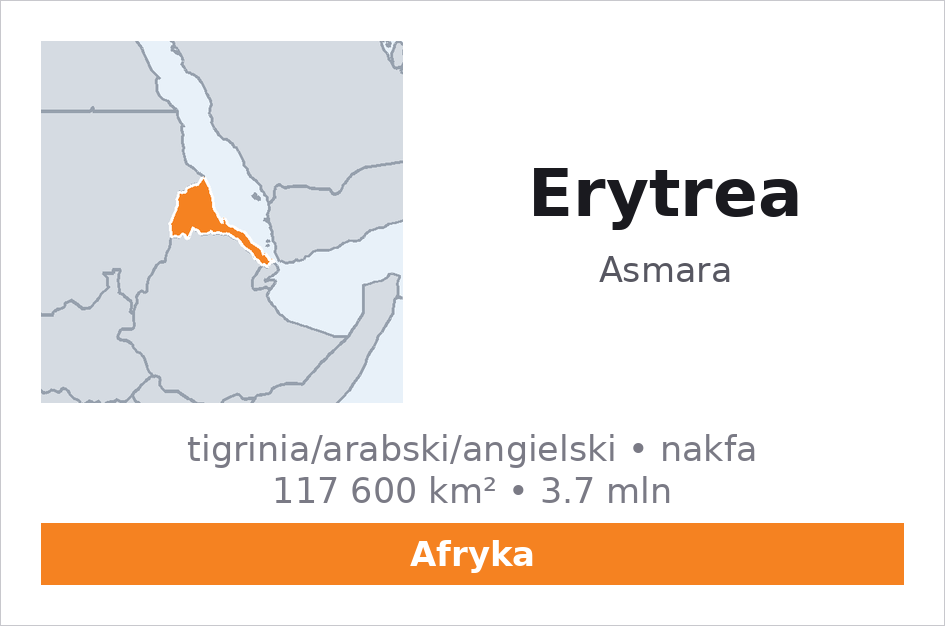 Erytrea
Asmara
tigrinia/arabski/angielski • nakfa
117 600 km² • 3.7 mln
Afryka